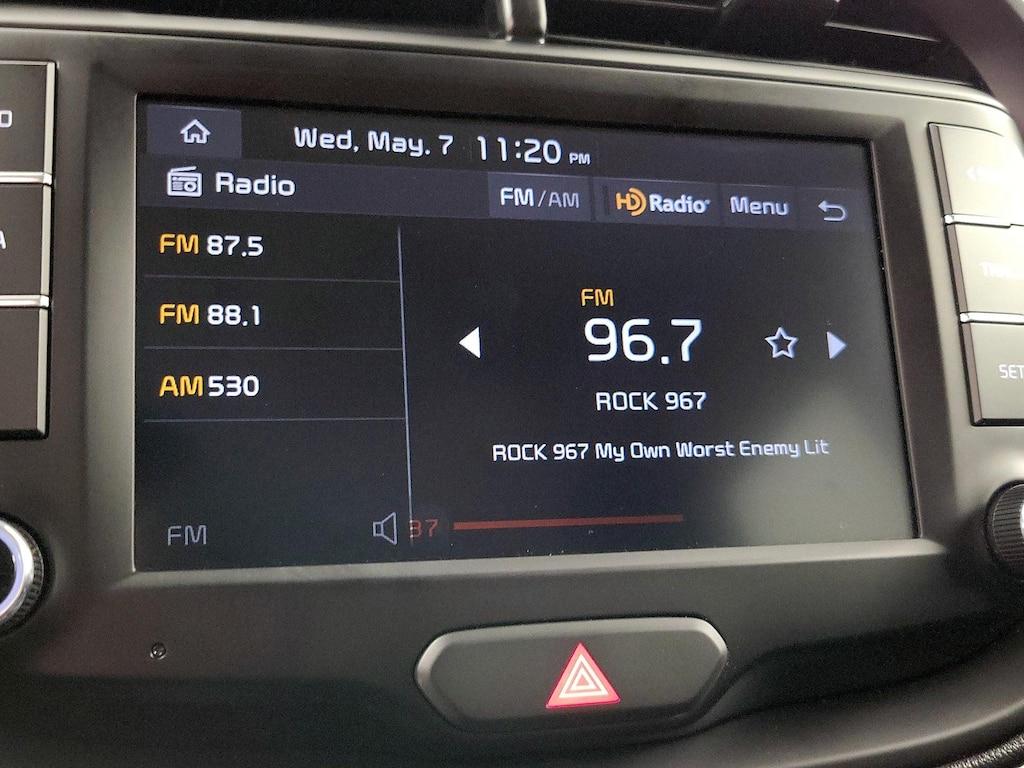 Wed, May. 7 11:20 PM
Radio
FM/AM
HD Radio
Menu
FM 87.5
FM 88.1
AM 530
FM
96.7
ROCK 967
ROCK 967 My Own Worst Enemy Lit
FM
37
SET